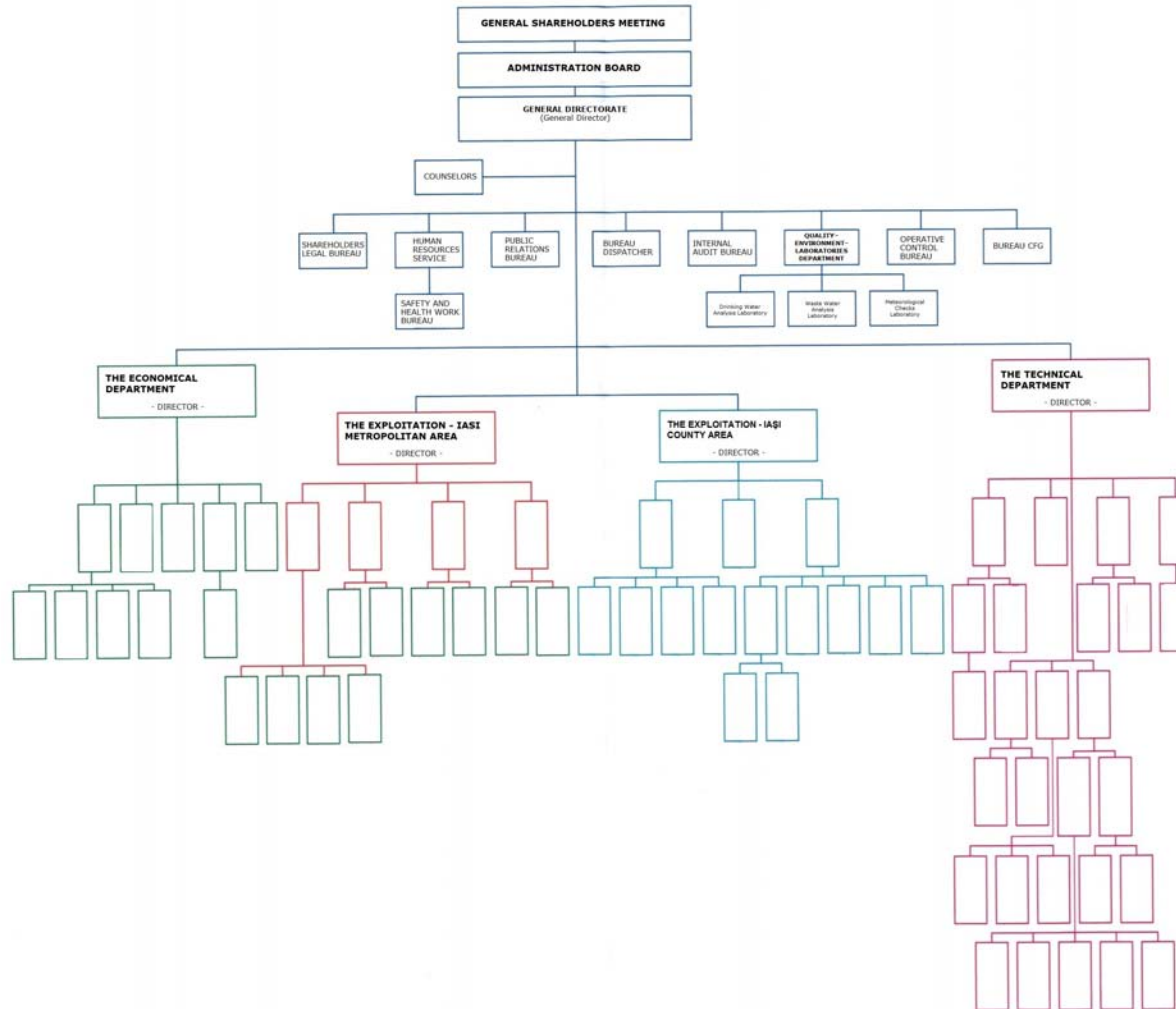 GENERAL SHAREHOLDERS MEETING
ADMINISTRATION BOARD
GENERAL DIRECTORATE
(General Director)
COUNSELORS
SHAREHOLDERS
LEGAL BUREAU
HUMAN
RESOURCES
SERVICE
PUBLIC
RELATIONS
BUREAU
BUREAU
DISPATCHER
INTERNAL
AUDIT BUREAU
QUALITY-
ENVIRONMENT-
LABORATORIES
DEPARTMENT
OPERATIVE
CONTROL
BUREAU
BUREAU CFG
SAFETY AND
HEALTH WORK
BUREAU
Drinking Water
Analysis Laboratory
Waste Water
Analysis
Laboratory
Meteorological
Checks
Laboratory
THE ECONOMICAL
DEPARTMENT
- DIRECTOR -
THE EXPLOITATION - IASI
METROPOLITAN AREA
- DIRECTOR -
THE EXPLOITATION - IAŞI
COUNTY AREA
- DIRECTOR -
THE TECHNICAL
DEPARTMENT
- DIRECTOR -